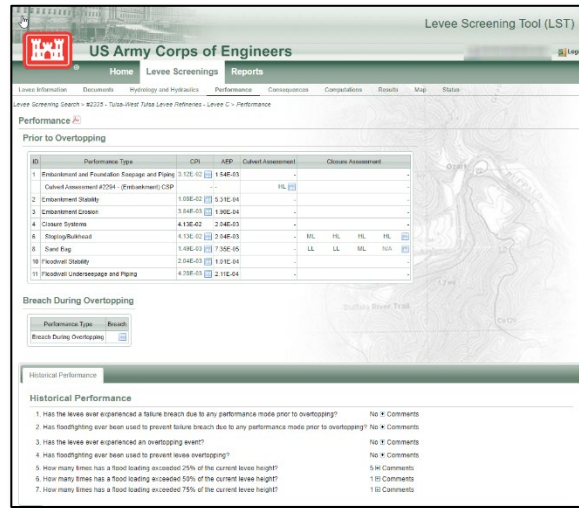 Levee Screening Tool (LST)
US Army Corps of Engineers
Home Levee Screenings Reports
Levee Information Documents Hydrology and Hydraulics Performance Consequences Computations Results Map Status
Levee Screening Search > #2335 - Tulsa-West Tulsa Levee Refineries - Levee C > Performance
Performance
Prior to Overtopping
ID Performance Type CPI AEP Culvert Assessment Closure Assessment
1 Embankment and Foundation Seepage and Piping 3.12E-02 1.54E-03 - -
Culvert Assessment #2294 - (Embankment) CSP - - HL -
2 Embankment Stability 1.08E-02 5.31E-04 - -
3 Embankment Erosion 3.84E-03 1.90E-04 - -
4 Closure Systems 4.13E-02 2.04E-03 - -
6 Stoplog/Bulkhead 4.13E-02 2.04E-03 - ML HL HL HL
8 Sand Bag 1.49E-03 7.35E-05 - LL LL ML N/A
10 Floodwall Stability 2.04E-03 1.01E-04 - -
11 Floodwall Underseepage and Piping 4.28E-03 2.11E-04 - -
Breach During Overtopping
Performance Type Breach
Breach During Overtopping
Historical Performance
Historical Performance
1. Has the levee ever experienced a failure breach due to any performance mode prior to overtopping? No Comments
2. Has floodfighting ever been used to prevent failure breach due to any performance mode prior to overtopping? No Comments
3. Has the levee ever experienced an overtopping event? No Comments
4. Has floodfighting ever been used to prevent levee overtopping? No Comments
5. How many times has a flood loading exceeded 25% of the current levee height? 5 Comments
6. How many times has a flood loading exceeded 50% of the current levee height? 1 Comments
7. How many times has a flood loading exceeded 75% of the current levee height? 1 Comments